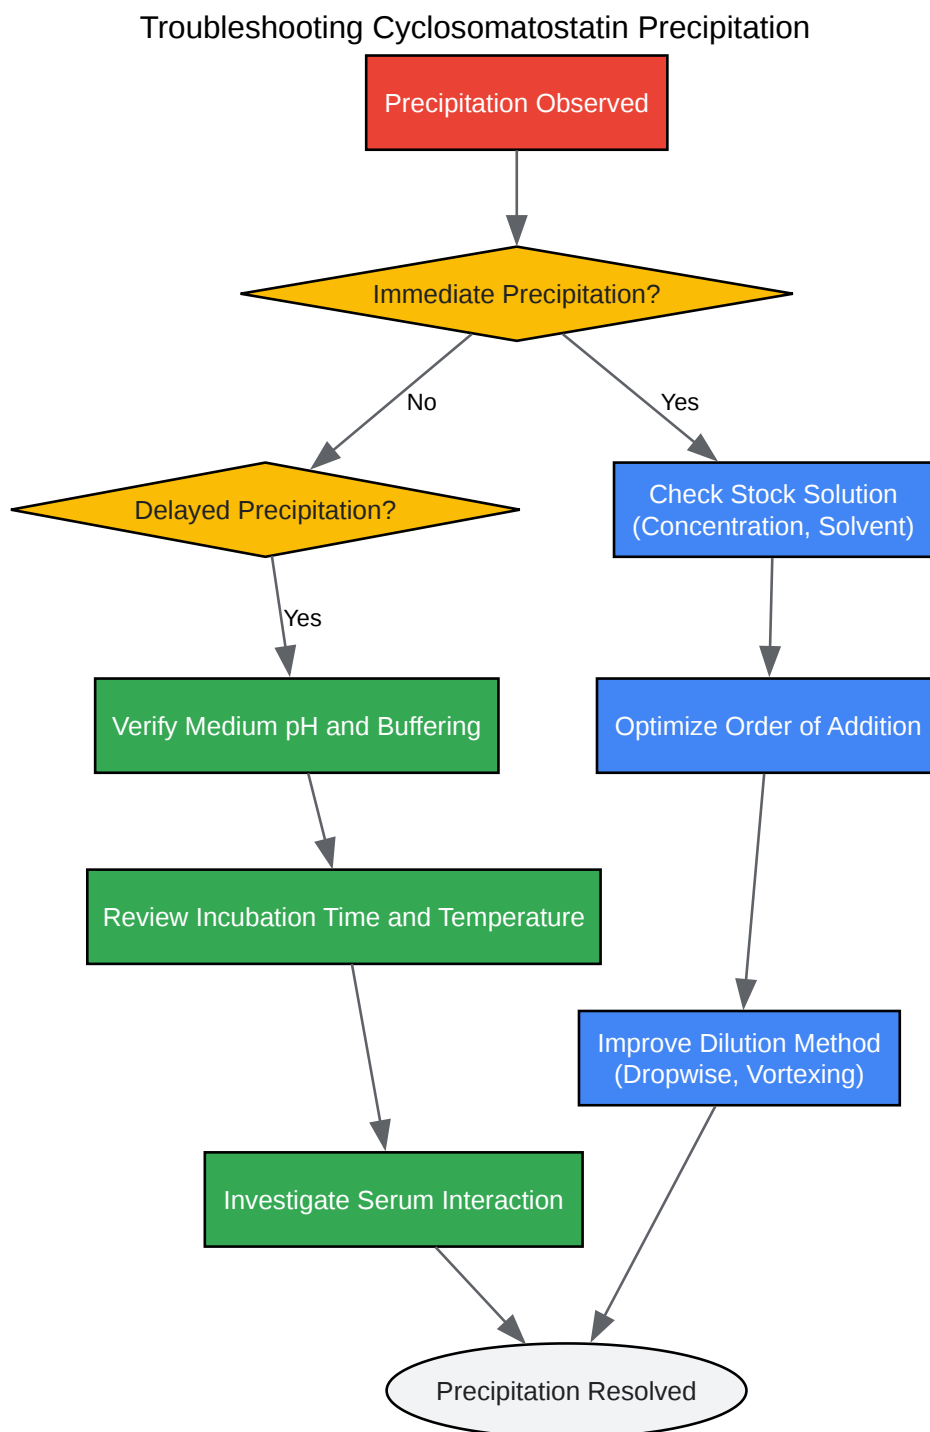 Troubleshooting Cyclosomatostatin Precipitation
Precipitation Observed
Immediate Precipitation?
No
Yes
Delayed Precipitation?
Check Stock Solution
(Concentration, Solvent)
Yes
Verify Medium pH and Buffering
Optimize Order of Addition
Review Incubation Time and Temperature
Improve Dilution Method
(Dropwise, Vortexing)
Investigate Serum Interaction
Precipitation Resolved